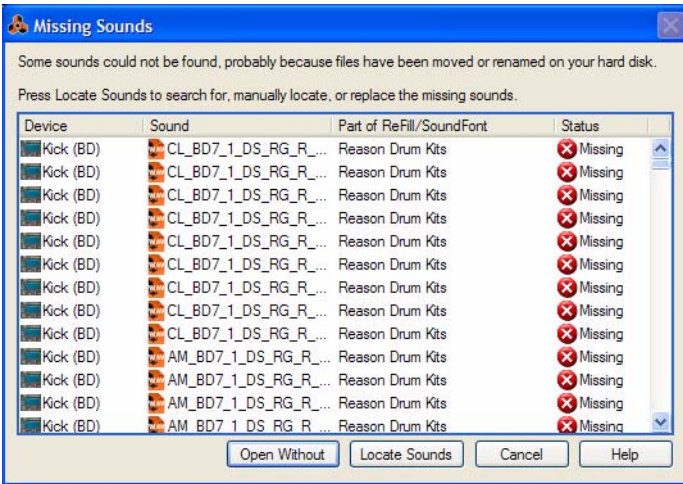 Missing Sounds
Some sounds could not be found, probably because files have been moved or renamed on your hard disk.
Press Locate Sounds to search for, manually locate, or replace the missing sounds.
Device Sound Part of ReFill/SoundFont Status
Kick (BD) CL_BD7_1_DS_RG_R_... Reason Drum Kits Missing
Kick (BD) CL_BD7_1_DS_RG_R_... Reason Drum Kits Missing
Kick (BD) CL_BD7_1_DS_RG_R_... Reason Drum Kits Missing
Kick (BD) CL_BD7_1_DS_RG_R_... Reason Drum Kits Missing
Kick (BD) CL_BD7_1_DS_RG_R_... Reason Drum Kits Missing
Kick (BD) CL_BD7_1_DS_RG_R_... Reason Drum Kits Missing
Kick (BD) CL_BD7_1_DS_RG_R_... Reason Drum Kits Missing
Kick (BD) CL_BD7_1_DS_RG_R_... Reason Drum Kits Missing
Kick (BD) CL_BD7_1_DS_RG_R_... Reason Drum Kits Missing
Kick (BD) AM_BD7_1_DS_RG_R_... Reason Drum Kits Missing
Kick (BD) AM_BD7_1_DS_RG_R_... Reason Drum Kits Missing
Kick (BD) AM_BD7_1_DS_RG_R_... Reason Drum Kits Missing
Kick (BD) AM_BD7_1_DS_RG_R_... Reason Drum Kits Missing
Open Without Locate Sounds Cancel Help